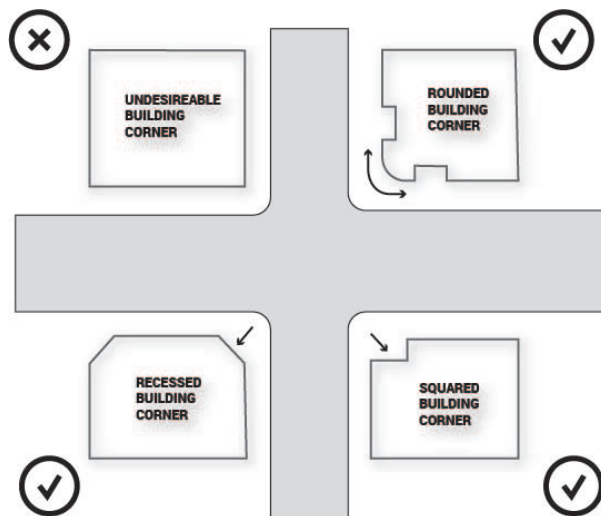 UNDESIREABLE
BUILDING
CORNER
ROUNDED
BUILDING
CORNER
RECESSED
BUILDING
CORNER
SQUARED
BUILDING
CORNER